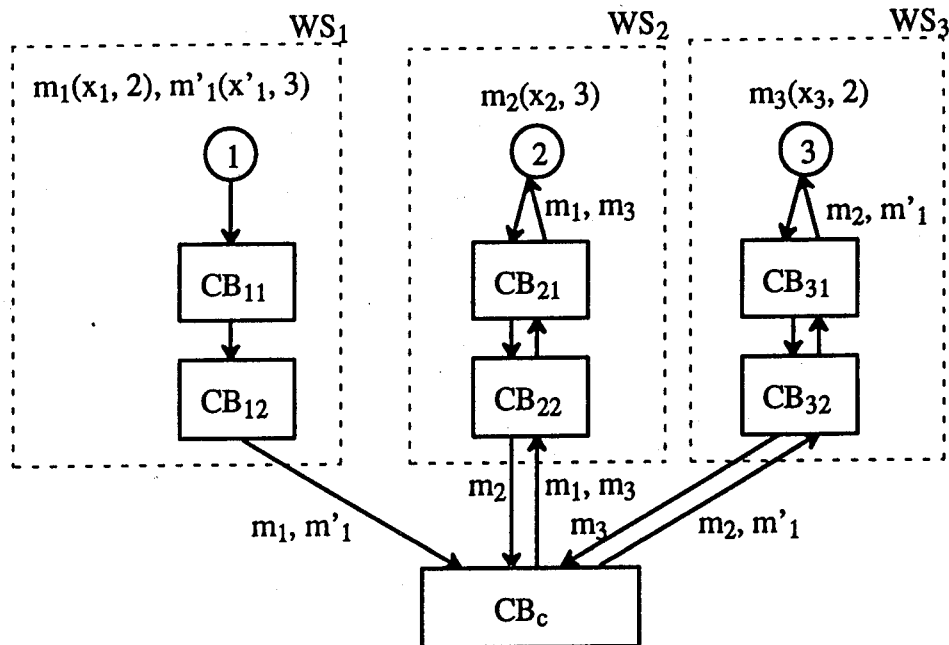 WS₁ WS₂ WS₃
m₁(x₁, 2), m'₁(x'₁, 3) m₂(x₂, 3) m₃(x₃, 2)
1 2 3
m₁, m₃ m₂, m'₁
CB₁₁ CB₂₁ CB₃₁
CB₁₂ CB₂₂ CB₃₂
m₁, m'₁ m₂ m₁, m₃ m₃ m₂, m'₁
CB_c